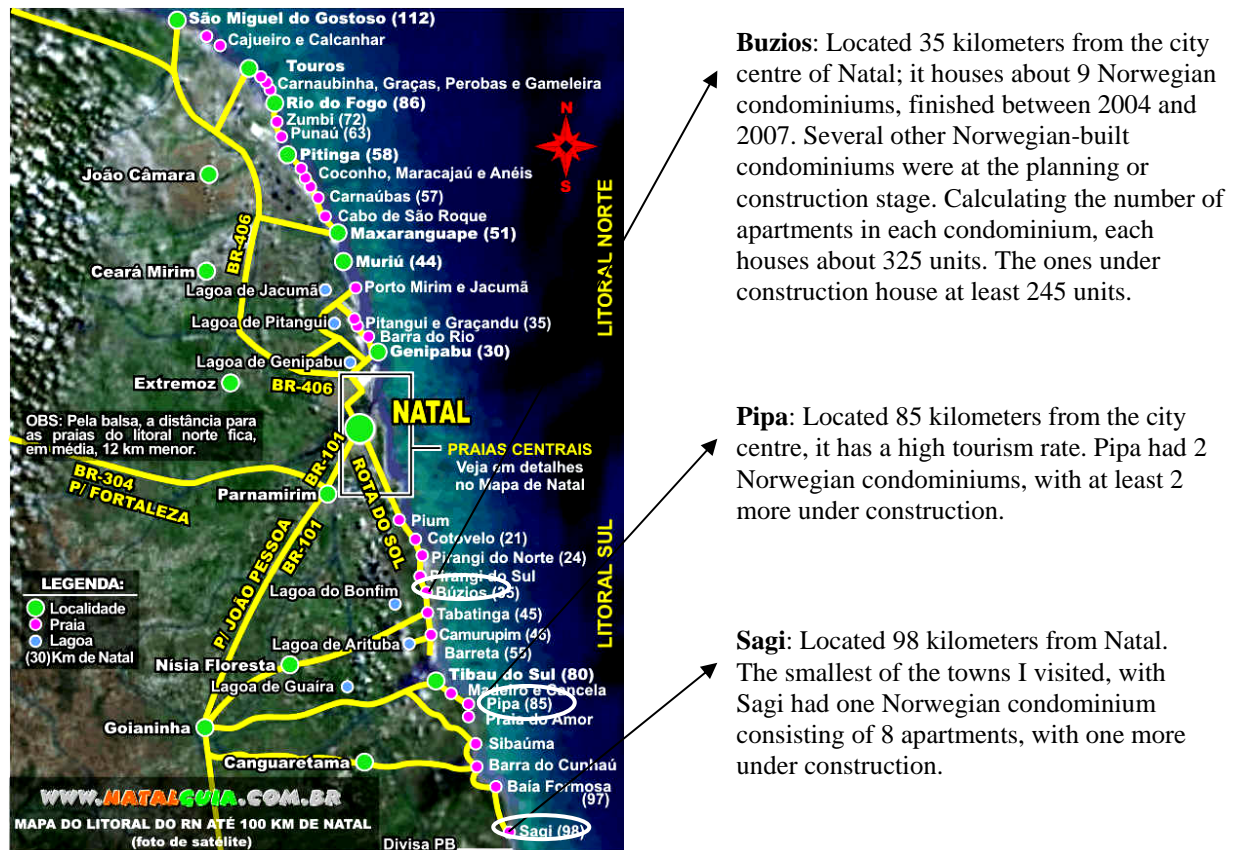 São Miguel do Gostoso (112)
Cajueiro e Calcanhar
Touros
Carnaubinha, Graças, Perobas e Gameleira
Rio do Fogo (86)
Zumbi (72)
Punaú (63)
Pitinga (58)
Coconho, Maracajaú e Anéis
João Câmara
Carnaúbas (57)
Cabo de São Roque
Maxaranguape (51)
BR-406
Muriú (44)
Ceará Mirim
Lagoa de Jacumã
Porto Mirim e Jacumã
Lagoa de Pitangui
Pitangui e Graçandu (35)
Barra do Rio
Genipabu (30)
Lagoa de Genipabu
Extremoz
BR-406
N
S
LITORAL NORTE
NATAL
OBS: Pela balsa, a distância para
as praias do litoral norte fica,
em média, 12 km menor.
PRAIAS CENTRAIS
Veja em detalhes
no Mapa de Natal
BR-101
BR-304
P/ FORTALEZA
Parnamirim
ROTA DO SOL
Pium
Cotovelo (21)
Pirangi do Norte (24)
Pirangi do Sul
Búzios (35)
LITORAL SUL
P/ JOÃO PESSOA
BR-101
LEGENDA:
Localidade
Praia
Lagoa
(30)Km de Natal
Lagoa do Bonfim
Tabatinga (45)
Camurupim (46)
Lagoa de Arituba
Barreta (55)
Nísia Floresta
Tibau do Sul (80)
Lagoa de Guaíra
Madeiro e Cancela
Pipa (85)
Praia do Amor
Goianinha
Sibaúma
Canguaretama
Barra do Cunhaú
Baía Formosa
(97)
WWW.NATALGUIA.COM.BR
MAPA DO LITORAL DO RN ATÉ 100 KM DE NATAL
(foto de satélite)
Sagi (98)
Divisa PB
Buzios: Located 35 kilometers from the city
centre of Natal; it houses about 9 Norwegian
condominiums, finished between 2004 and
2007. Several other Norwegian-built
condominiums were at the planning or
construction stage. Calculating the number of
apartments in each condominium, each
houses about 325 units. The ones under
construction house at least 245 units.
Pipa: Located 85 kilometers from the city
centre, it has a high tourism rate. Pipa had 2
Norwegian condominiums, with at least 2
more under construction.
Sagi: Located 98 kilometers from Natal.
The smallest of the towns I visited, with
Sagi had one Norwegian condominium
consisting of 8 apartments, with one more
under construction.